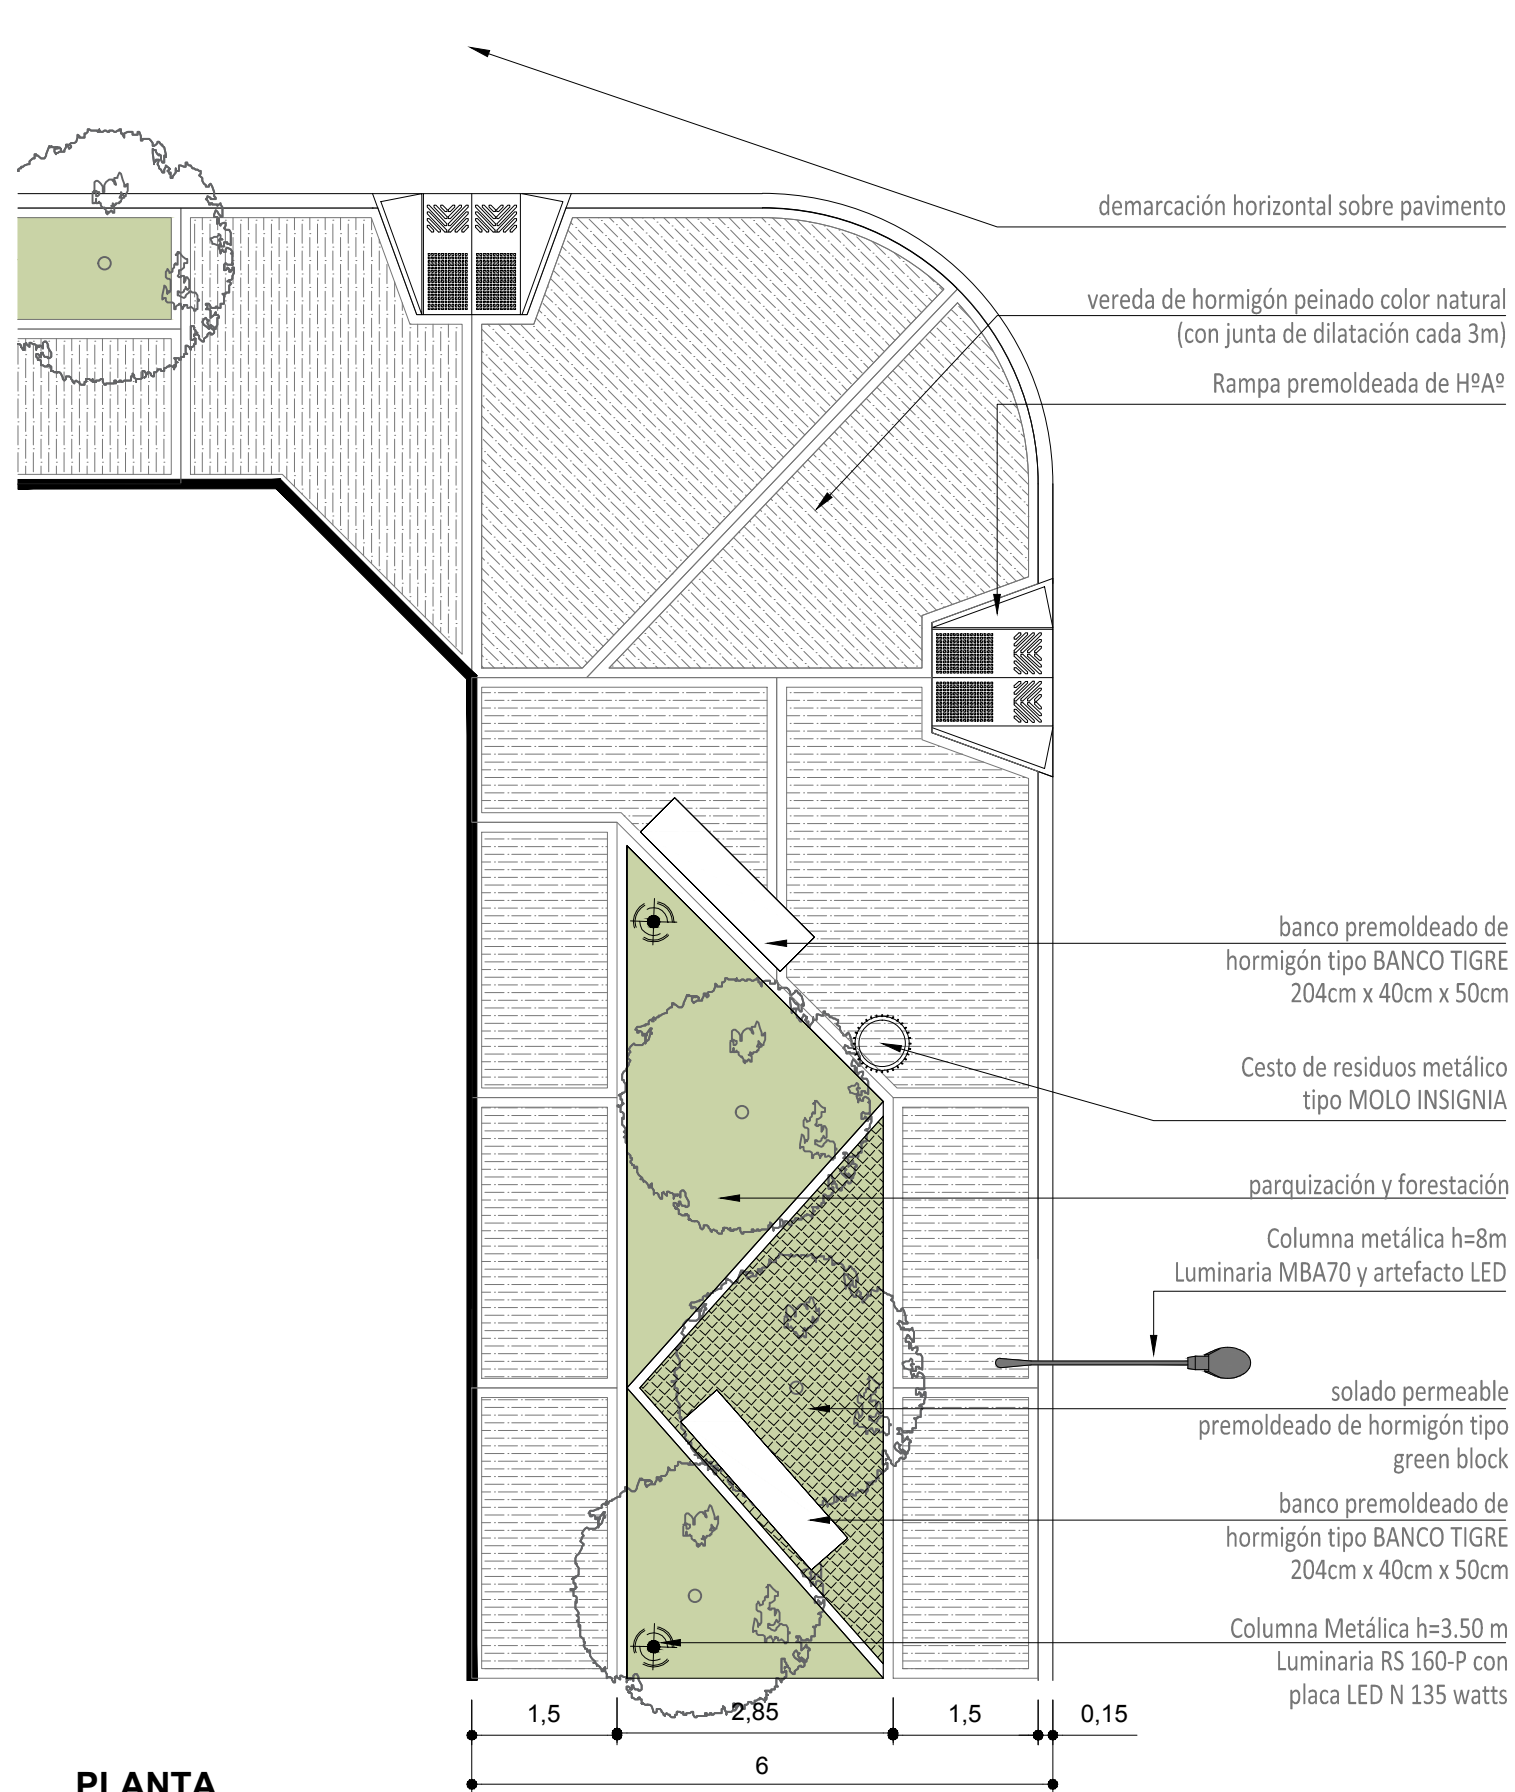 demarcación horizontal sobre pavimento
vereda de hormigón peinado color natural
(con junta de dilatación cada 3m)
Rampa premoldeada de HºAº
banco premoldeado de
hormigón tipo BANCO TIGRE
204cm x 40cm x 50cm
Cesto de residuos metálico
tipo MOLO INSIGNIA
parquización y forestación
Columna metálica h=8m
Luminaria MBA70 y artefacto LED
solado permeable
premoldeado de hormigón tipo
green block
banco premoldeado de
hormigón tipo BANCO TIGRE
204cm x 40cm x 50cm
Columna Metálica h=3.50 m
Luminaria RS 160-P con
placa LED N 135 watts
1,5 2,85 1,5 0,15
6
PLANTA